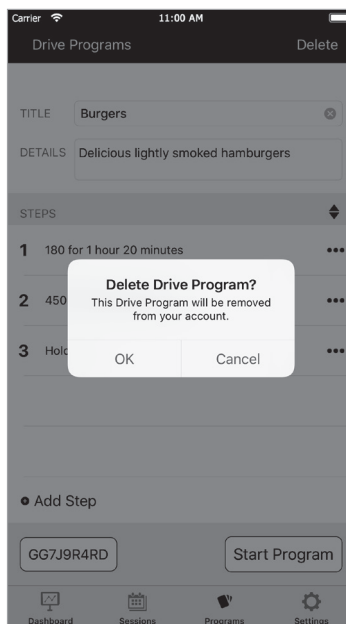 Carrier 11:00 AM
Drive Programs Delete
TITLE Burgers
DETAILS Delicious lightly smoked hamburgers
STEPS
1 180 for 1 hour 20 minutes
Delete Drive Program?
2 450
This Drive Program will be removed
from your account.
3 Hold
OK Cancel
Add Step
GG7J9R4RD Start Program
Dashboard Sessions Programs Settings